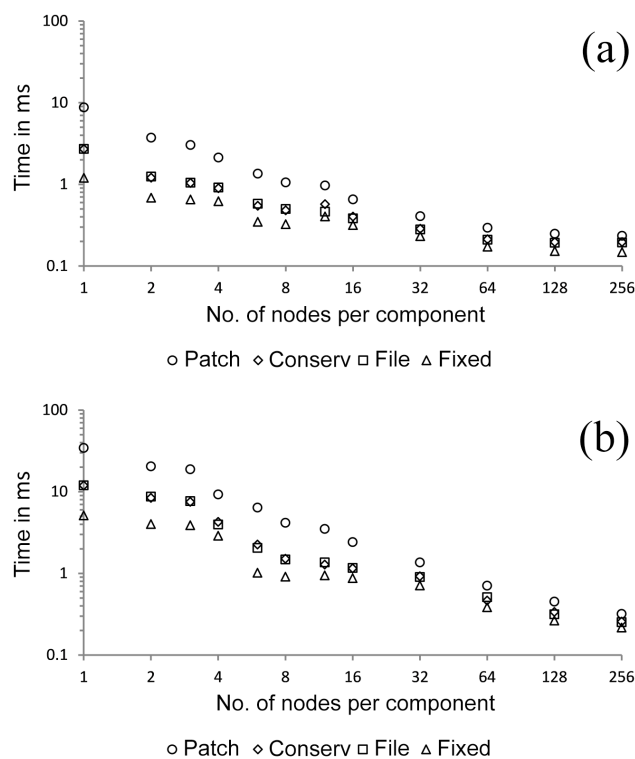 100
(a)
10
Time in ms
1
0.1
1 2 4 8 16 32 64 128 256
No. of nodes per component
Patch Conserv File Fixed
100
(b)
10
Time in ms
1
0.1
1 2 4 8 16 32 64 128 256
No. of nodes per component
Patch Conserv File Fixed